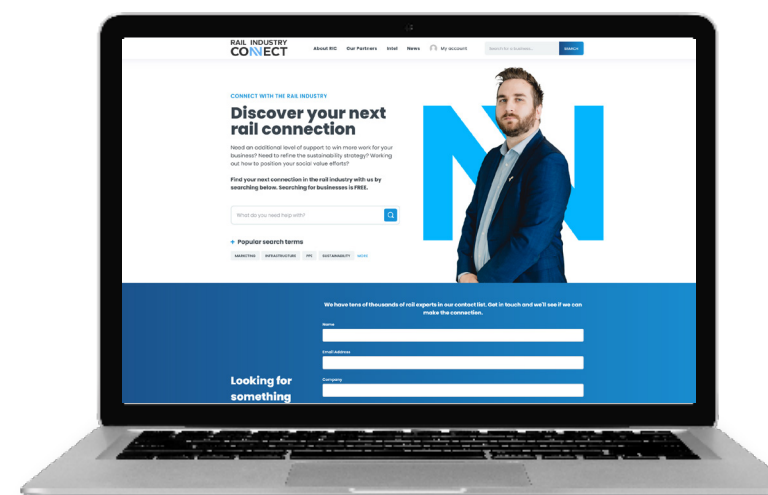 RAIL INDUSTRY
CONNECT
About RIC Our Partners Intel News My account Search for a business... SEARCH
CONNECT WITH THE RAIL INDUSTRY
Discover your next
rail connection
Need an additional level of support to win more work for your
business? Need to refine the sustainability strategy? Working
out how to position your social value efforts?
Find your next connection in the rail industry with us by
searching below. Searching for businesses is FREE.
What do you need help with?
+ Popular search terms
MARKETING INFRASTRUCTURE PPE SUSTAINABILITY MORE
We have tens of thousands of rail experts in our contact list. Get in touch and we'll see if we can
make the connection.
Name
Email Address
Looking for
Company
something